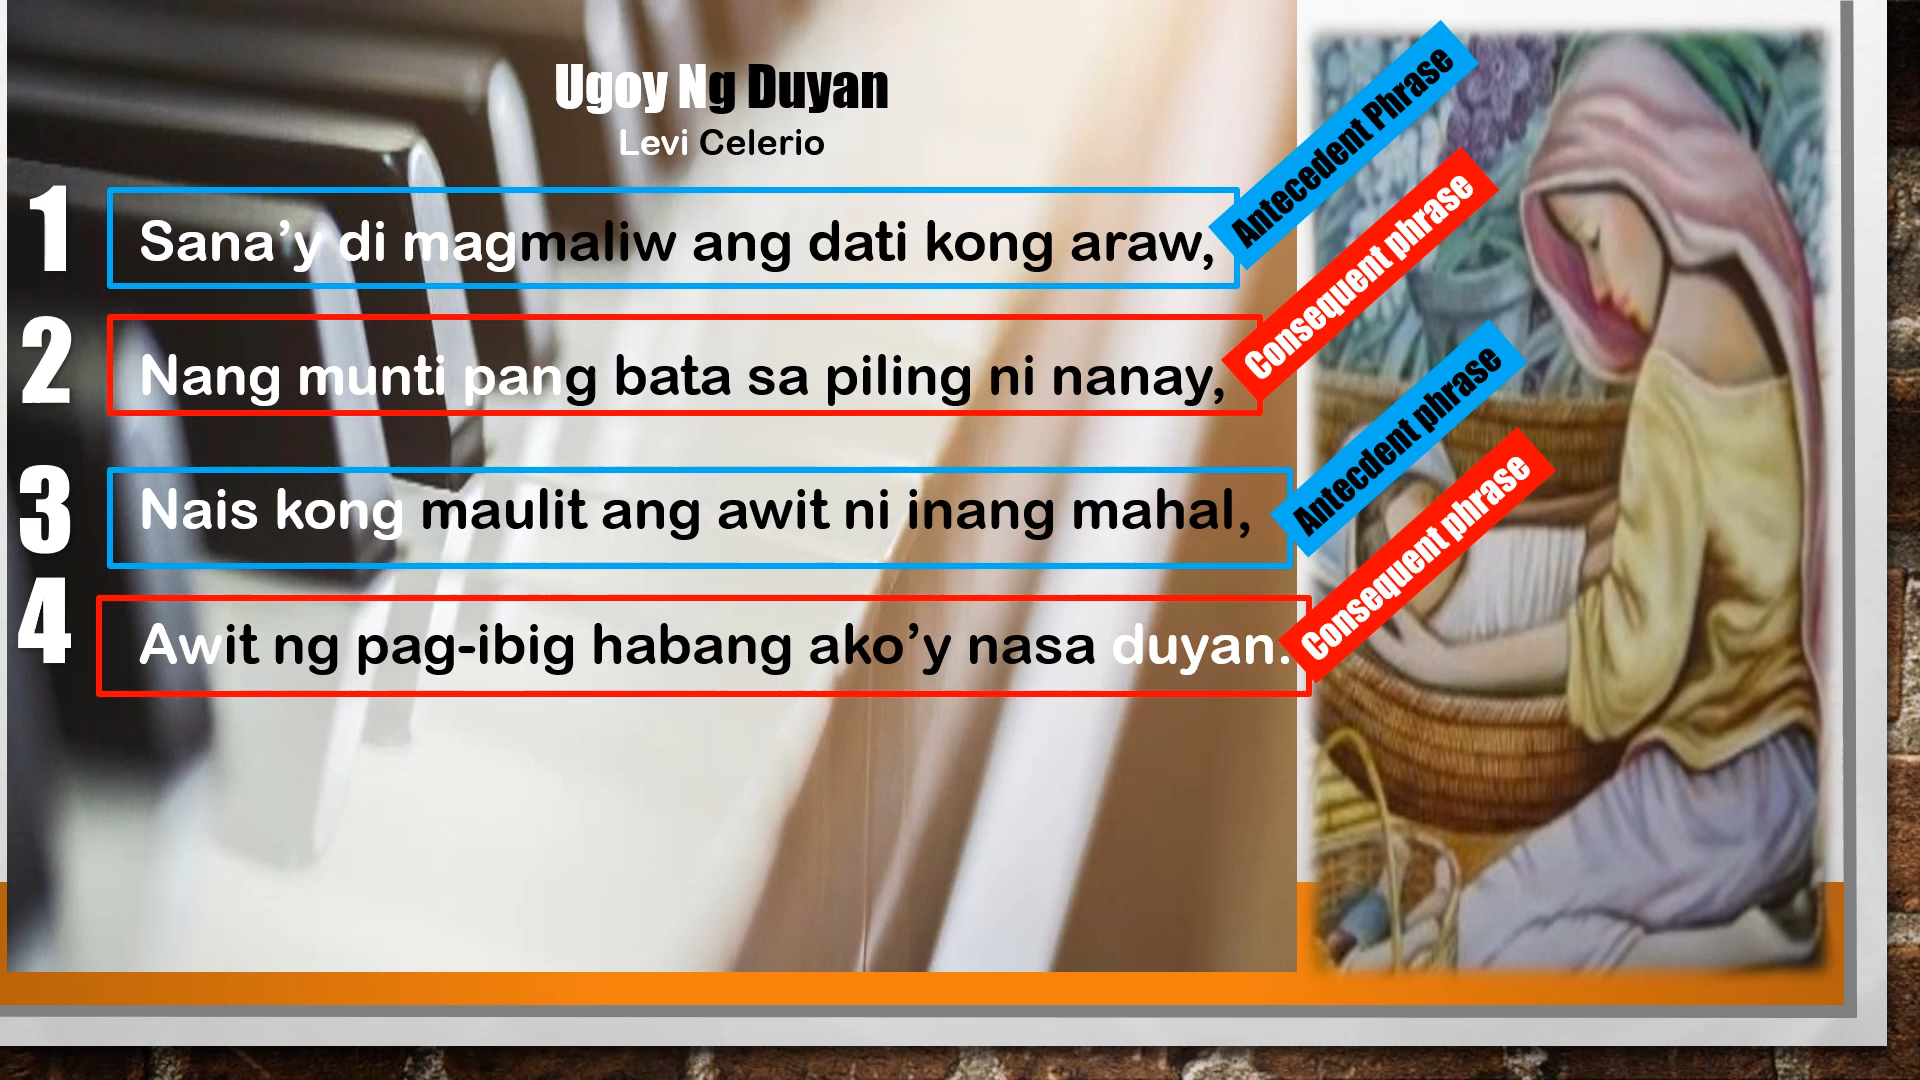 Ugoy Ng Duyan
Levi Celerio
1 Sana’y di magmaliw ang dati kong araw, Antecedent Phrase
2 Nang munti pang bata sa piling ni nanay, Consequent phrase
3 Nais kong maulit ang awit ni inang mahal, Antecdent phrase
4 Awit ng pag-ibig habang ako’y nasa duyan. Consequent phrase